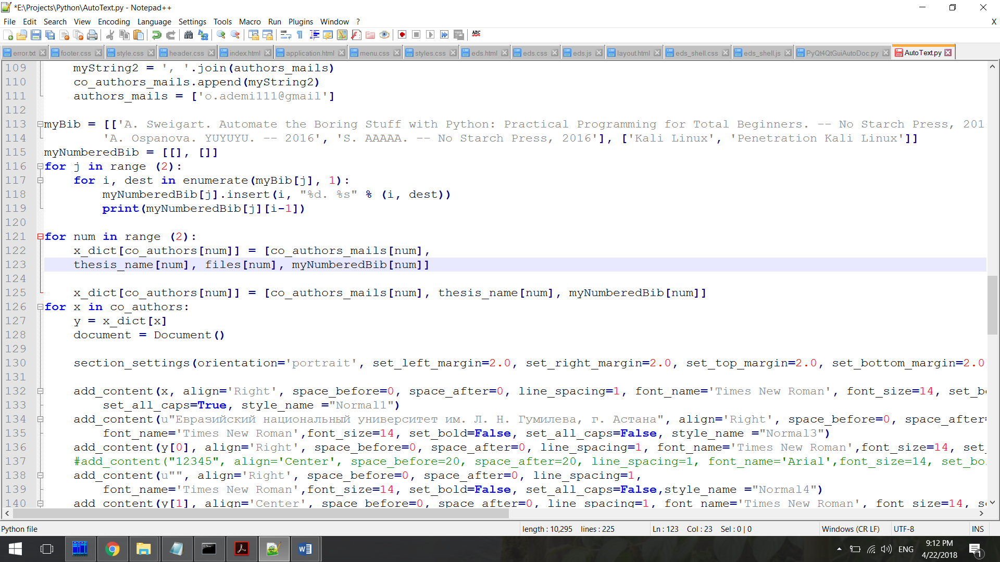 *E:\Projects\Python\AutoText.py - Notepad++
File Edit Search View Encoding Language Settings Tools Macro Run Plugins Window ? X
ABC
error.txt footer.css style.css header.css index.html application.html menu.css styles.css eds.html eds.css eds.js layout.html eds_shell.css eds_shell.js PyQt4QtGuiAutoDoc.py AutoText.py
109 myString2 = ', '.join(authors_mails)
110 co_authors_mails.append(myString2)
111 authors_mails = ['o.ademi111@gmail']
112
113 myBib = [['A. Sweigart. Automate the Boring Stuff with Python: Practical Programming for Total Beginners. -- No Starch Press, 201
114 'A. Ospanova. YUYUYU. -- 2016', 'S. AAAAA. -- No Starch Press, 2016'], ['Kali Linux', 'Penetration Kali Linux']]
115 myNumberedBib = [[], []]
116 for j in range (2):
117 for i, dest in enumerate(myBib[j], 1):
118 myNumberedBib[j].insert(i, "%d. %s" % (i, dest))
119 print(myNumberedBib[j][i-1])
120
121 for num in range (2):
122 x_dict[co_authors[num]] = [co_authors_mails[num],
123 thesis_name[num], files[num], myNumberedBib[num]]
124
125 x_dict[co_authors[num]] = [co_authors_mails[num], thesis_name[num], myNumberedBib[num]]
126 for x in co_authors:
127 y = x_dict[x]
128 document = Document()
129
130 section_settings(orientation='portrait', set_left_margin=2.0, set_right_margin=2.0, set_top_margin=2.0, set_bottom_margin=2.0
131
132 add_content(x, align='Right', space_before=0, space_after=0, line_spacing=1, font_name='Times New Roman', font_size=14, set_b
133 set_all_caps=True, style_name ="Normal1")
134 add_content(u"Евразийский национальный университет им. Л. Н. Гумилева, г. Астана", align='Right', space_before=0, space_after=
135 font_name='Times New Roman',font_size=14, set_bold=False, set_all_caps=False, style_name ="Normal3")
136 add_content(y[0], align='Right', space_before=0, space_after=0, line_spacing=1, font_name='Times New Roman',font_size=14, set_
137 #add_content("12345", align='Center', space_before=20, space_after=20, line_spacing=1, font_name='Arial',font_size=14, set_bo
138 add_content(u"", align='Right', space_before=0, space_after=0, line_spacing=1,
139 font_name='Times New Roman',font_size=14, set_bold=False, set_all_caps=False,style_name ="Normal4")
140 add_content(y[1], align='Center', space_before=0, space_after=0, line_spacing=1, font_name='Times New Roman', font_size=14, s
Python file length : 10,295 lines : 225 Ln : 123 Col : 23 Sel : 0 | 0 Windows (CR LF) UTF-8 INS
ENG 9:12 PM
4/22/2018 1